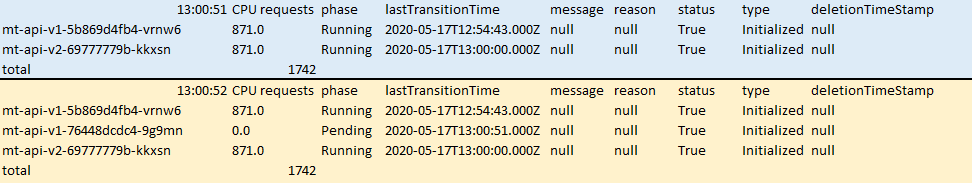 13:00:51 CPU requests phase lastTransitionTime message reason status type deletionTimeStamp
mt-api-v1-5b869d4fb4-vrnw6 871.0 Running 2020-05-17T12:54:43.000Z null null True Initialized null
mt-api-v2-69777779b-kkxsn 871.0 Running 2020-05-17T13:00:00.000Z null null True Initialized null
total 1742
13:00:52 CPU requests phase lastTransitionTime message reason status type deletionTimeStamp
mt-api-v1-5b869d4fb4-vrnw6 871.0 Running 2020-05-17T12:54:43.000Z null null True Initialized null
mt-api-v1-76448dcdc4-9g9mn 0.0 Pending 2020-05-17T13:00:51.000Z null null True Initialized null
mt-api-v2-69777779b-kkxsn 871.0 Running 2020-05-17T13:00:00.000Z null null True Initialized null
total 1742